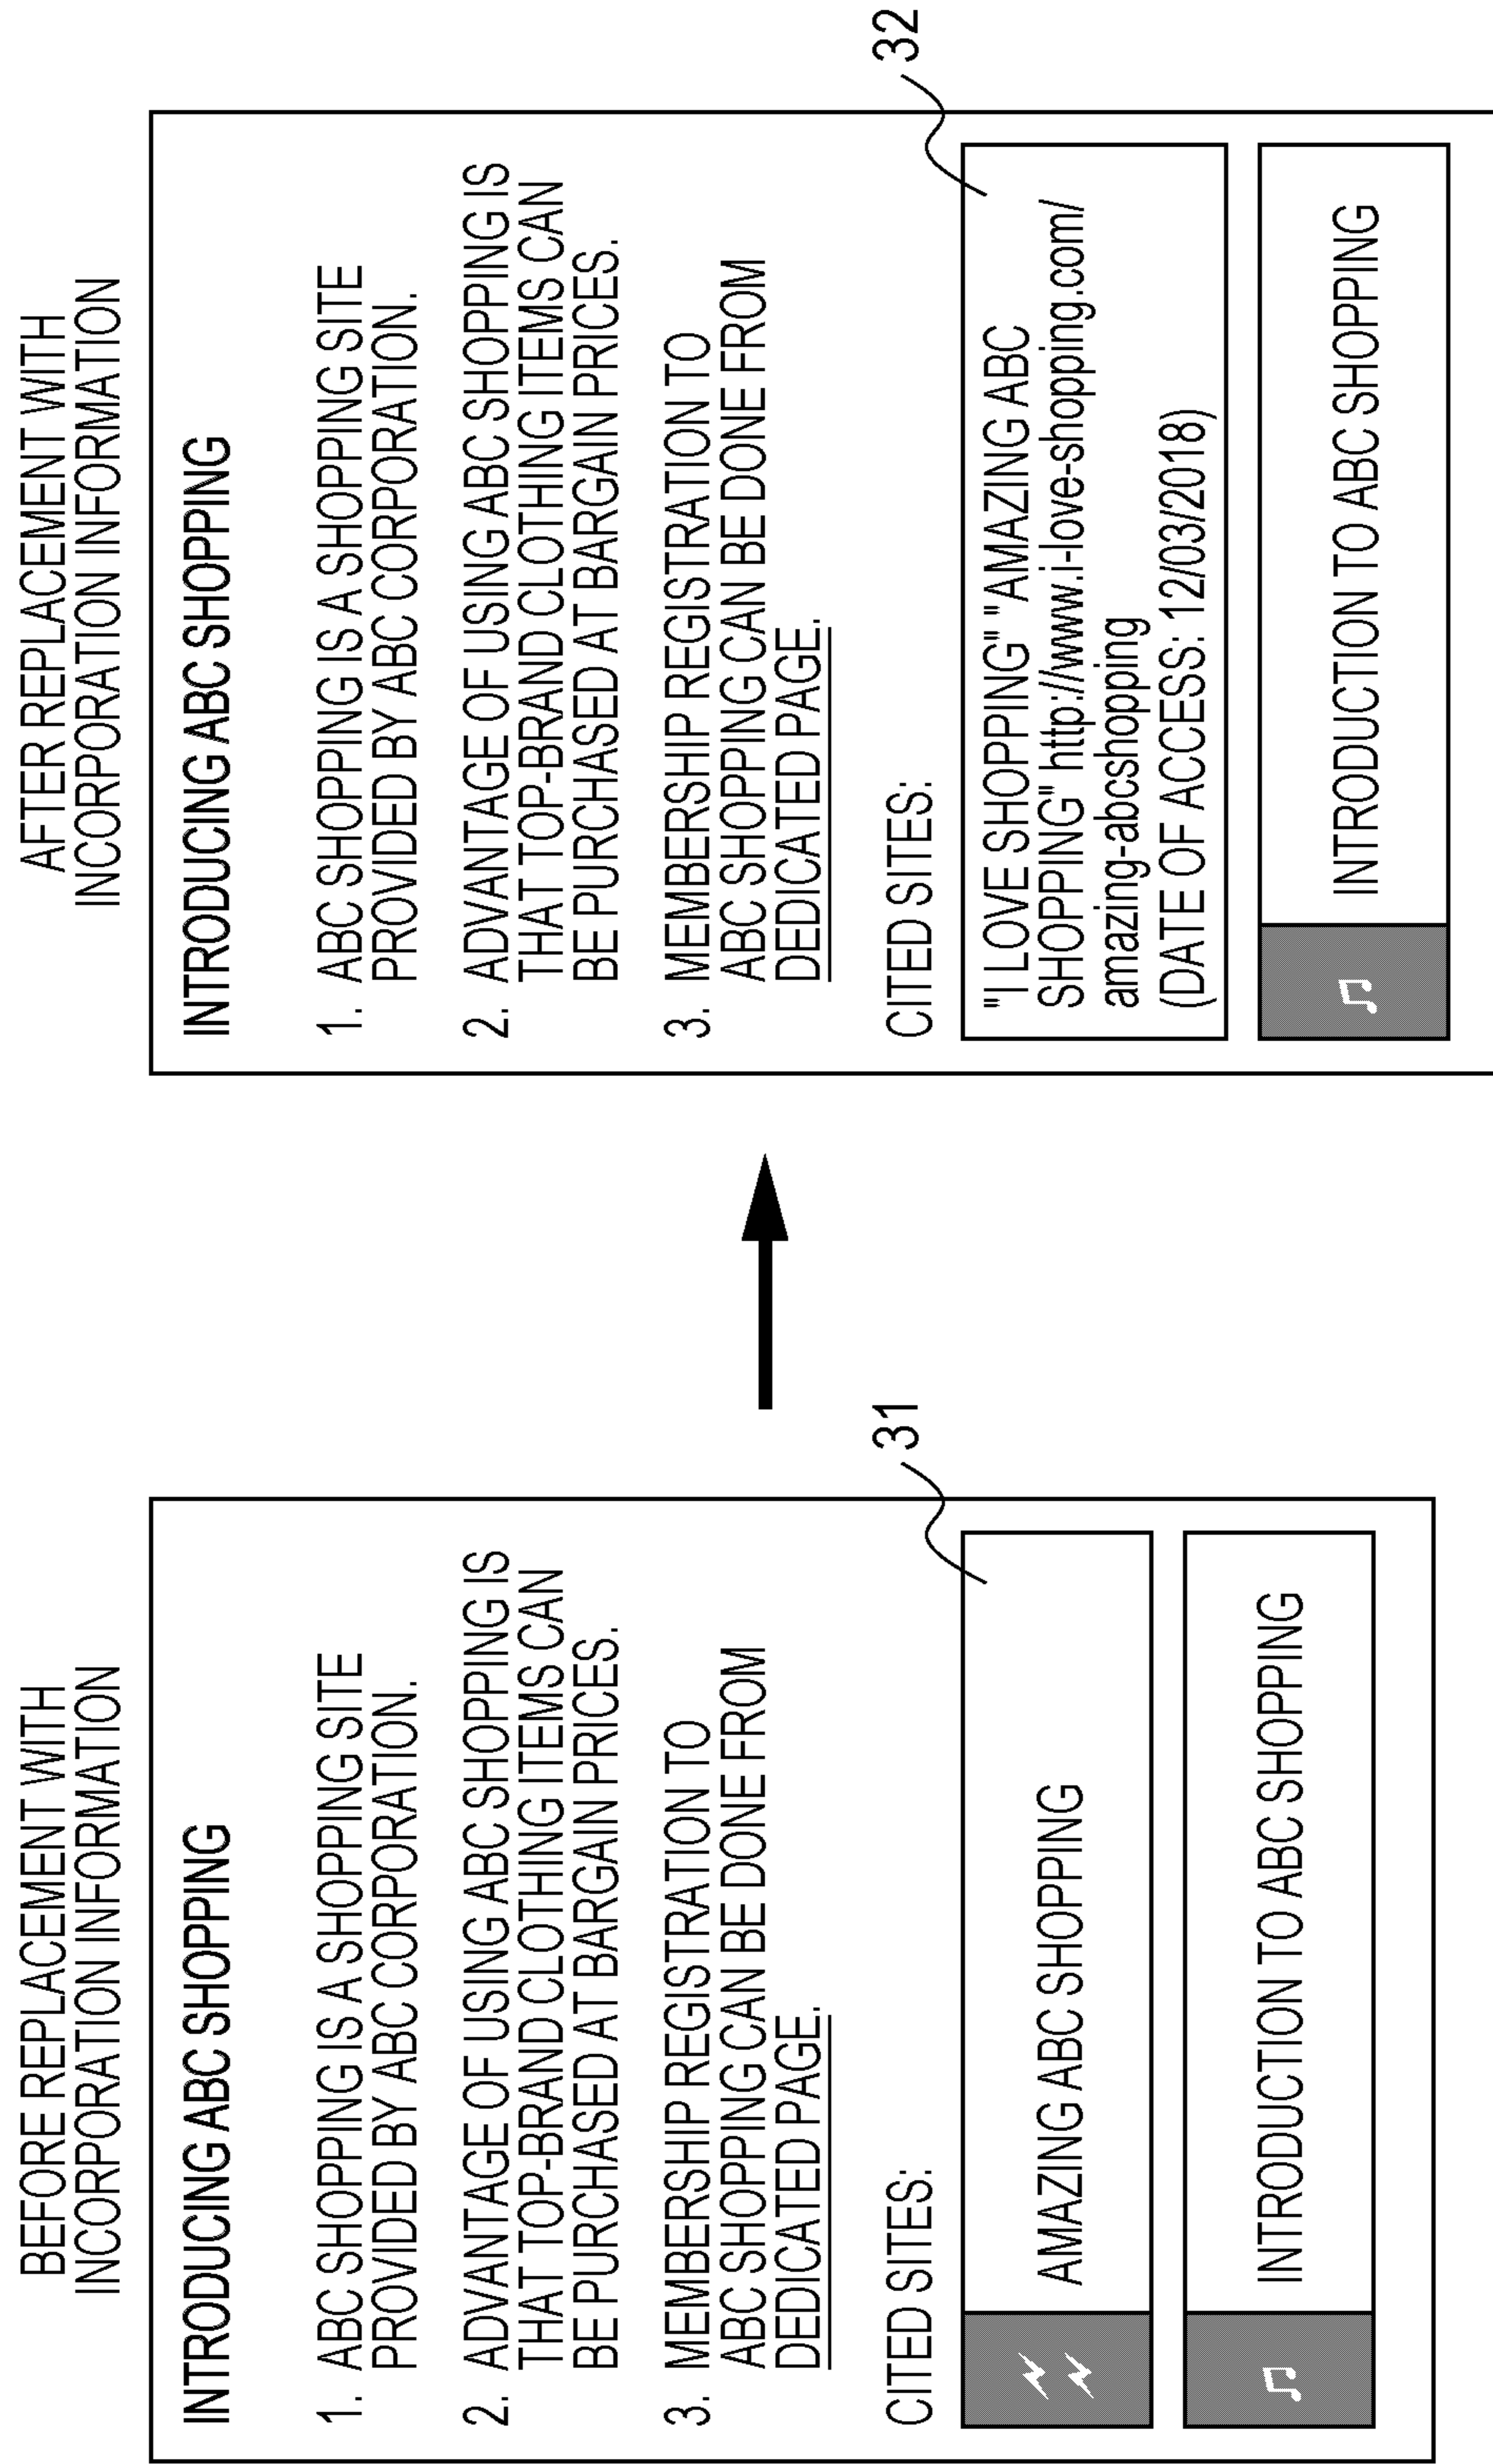 BEFORE REPLACEMENT WITH
INCORPORATION INFORMATION
INTRODUCING ABC SHOPPING
1. ABC SHOPPING IS A SHOPPING SITE
PROVIDED BY ABC CORPORATION.
2. ADVANTAGE OF USING ABC SHOPPING IS
THAT TOP-BRAND CLOTHING ITEMS CAN
BE PURCHASED AT BARGAIN PRICES.
3. MEMBERSHIP REGISTRATION TO
ABC SHOPPING CAN BE DONE FROM
DEDICATED PAGE.
CITED SITES:
31
AMAZING ABC SHOPPING
INTRODUCTION TO ABC SHOPPING
AFTER REPLACEMENT WITH
INCORPORATION INFORMATION
INTRODUCING ABC SHOPPING
1. ABC SHOPPING IS A SHOPPING SITE
PROVIDED BY ABC CORPORATION.
2. ADVANTAGE OF USING ABC SHOPPING IS
THAT TOP-BRAND CLOTHING ITEMS CAN
BE PURCHASED AT BARGAIN PRICES.
3. MEMBERSHIP REGISTRATION TO
ABC SHOPPING CAN BE DONE FROM
DEDICATED PAGE.
CITED SITES:
32
"I LOVE SHOPPING" "AMAZING ABC
SHOPPING" http://www.i-love-shopping.com/
amazing-abcshopping
(DATE OF ACCESS: 12/03/2018)
INTRODUCTION TO ABC SHOPPING